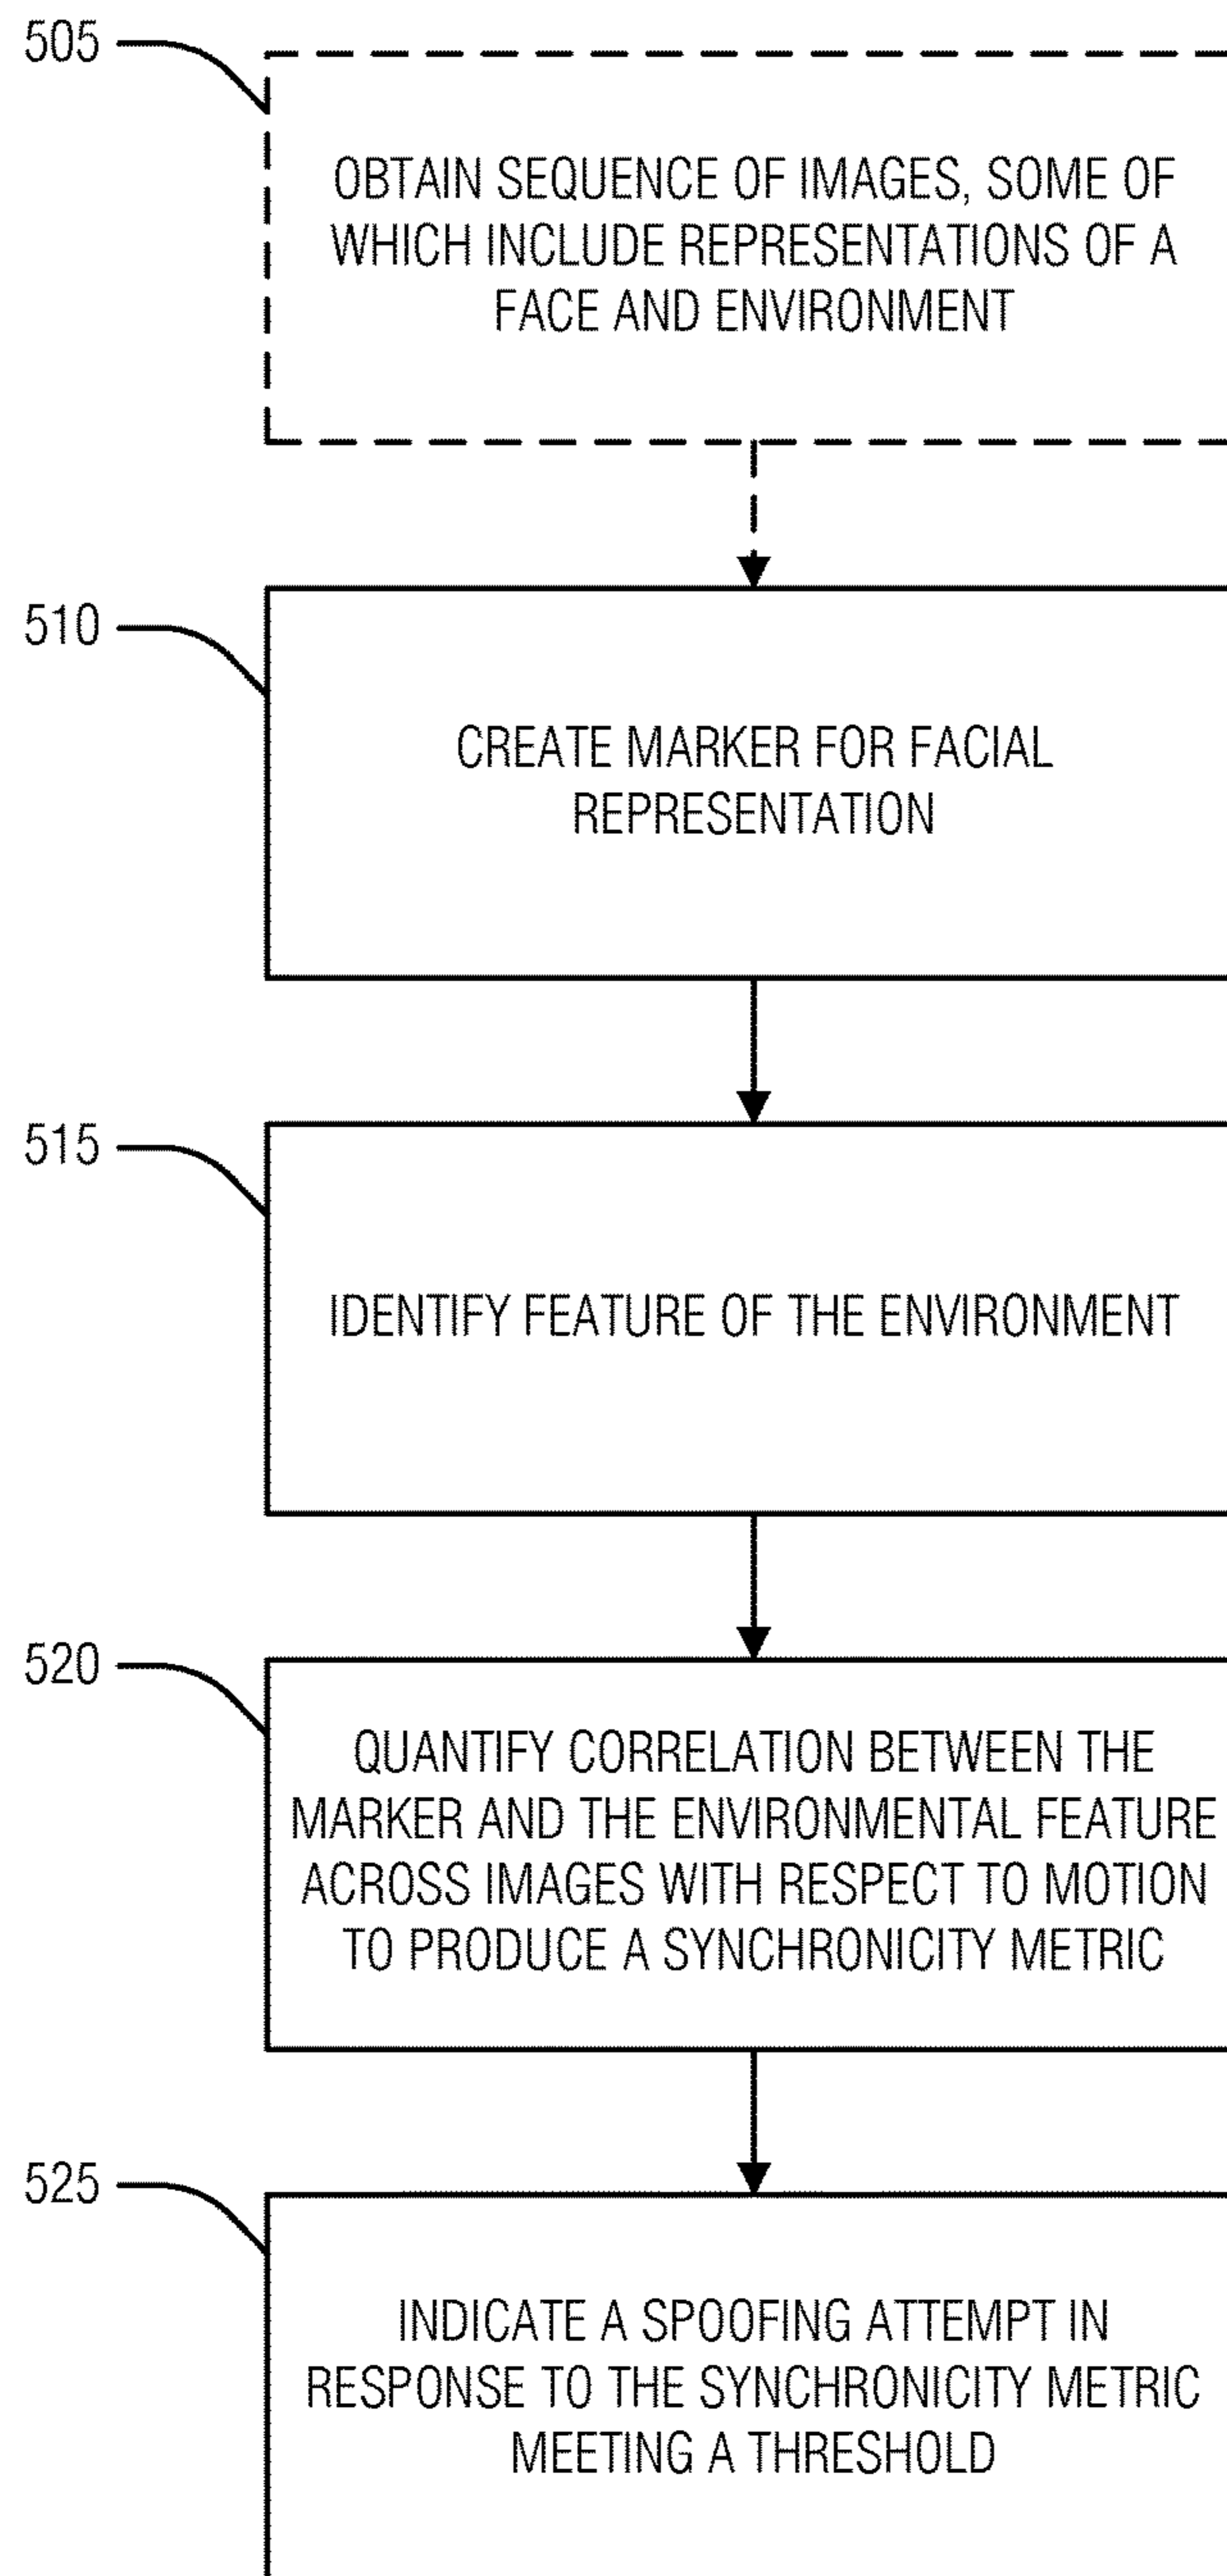 505
OBTAIN SEQUENCE OF IMAGES, SOME OF
WHICH INCLUDE REPRESENTATIONS OF A
FACE AND ENVIRONMENT
510
CREATE MARKER FOR FACIAL
REPRESENTATION
515
IDENTIFY FEATURE OF THE ENVIRONMENT
520
QUANTIFY CORRELATION BETWEEN THE
MARKER AND THE ENVIRONMENTAL FEATURE
ACROSS IMAGES WITH RESPECT TO MOTION
TO PRODUCE A SYNCHRONICITY METRIC
525
INDICATE A SPOOFING ATTEMPT IN
RESPONSE TO THE SYNCHRONICITY METRIC
MEETING A THRESHOLD